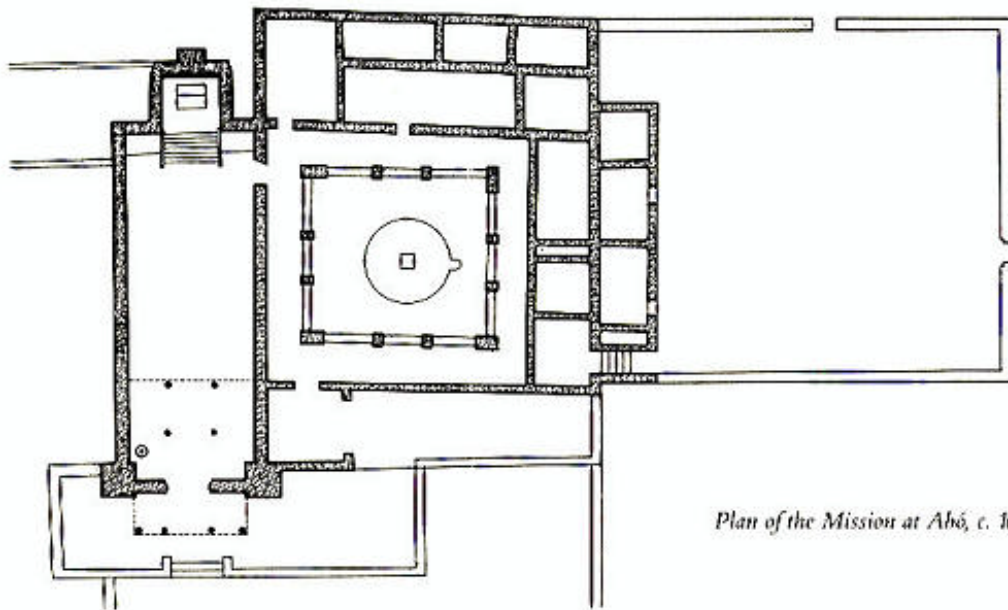 Plan of the Mission at Abó, c.